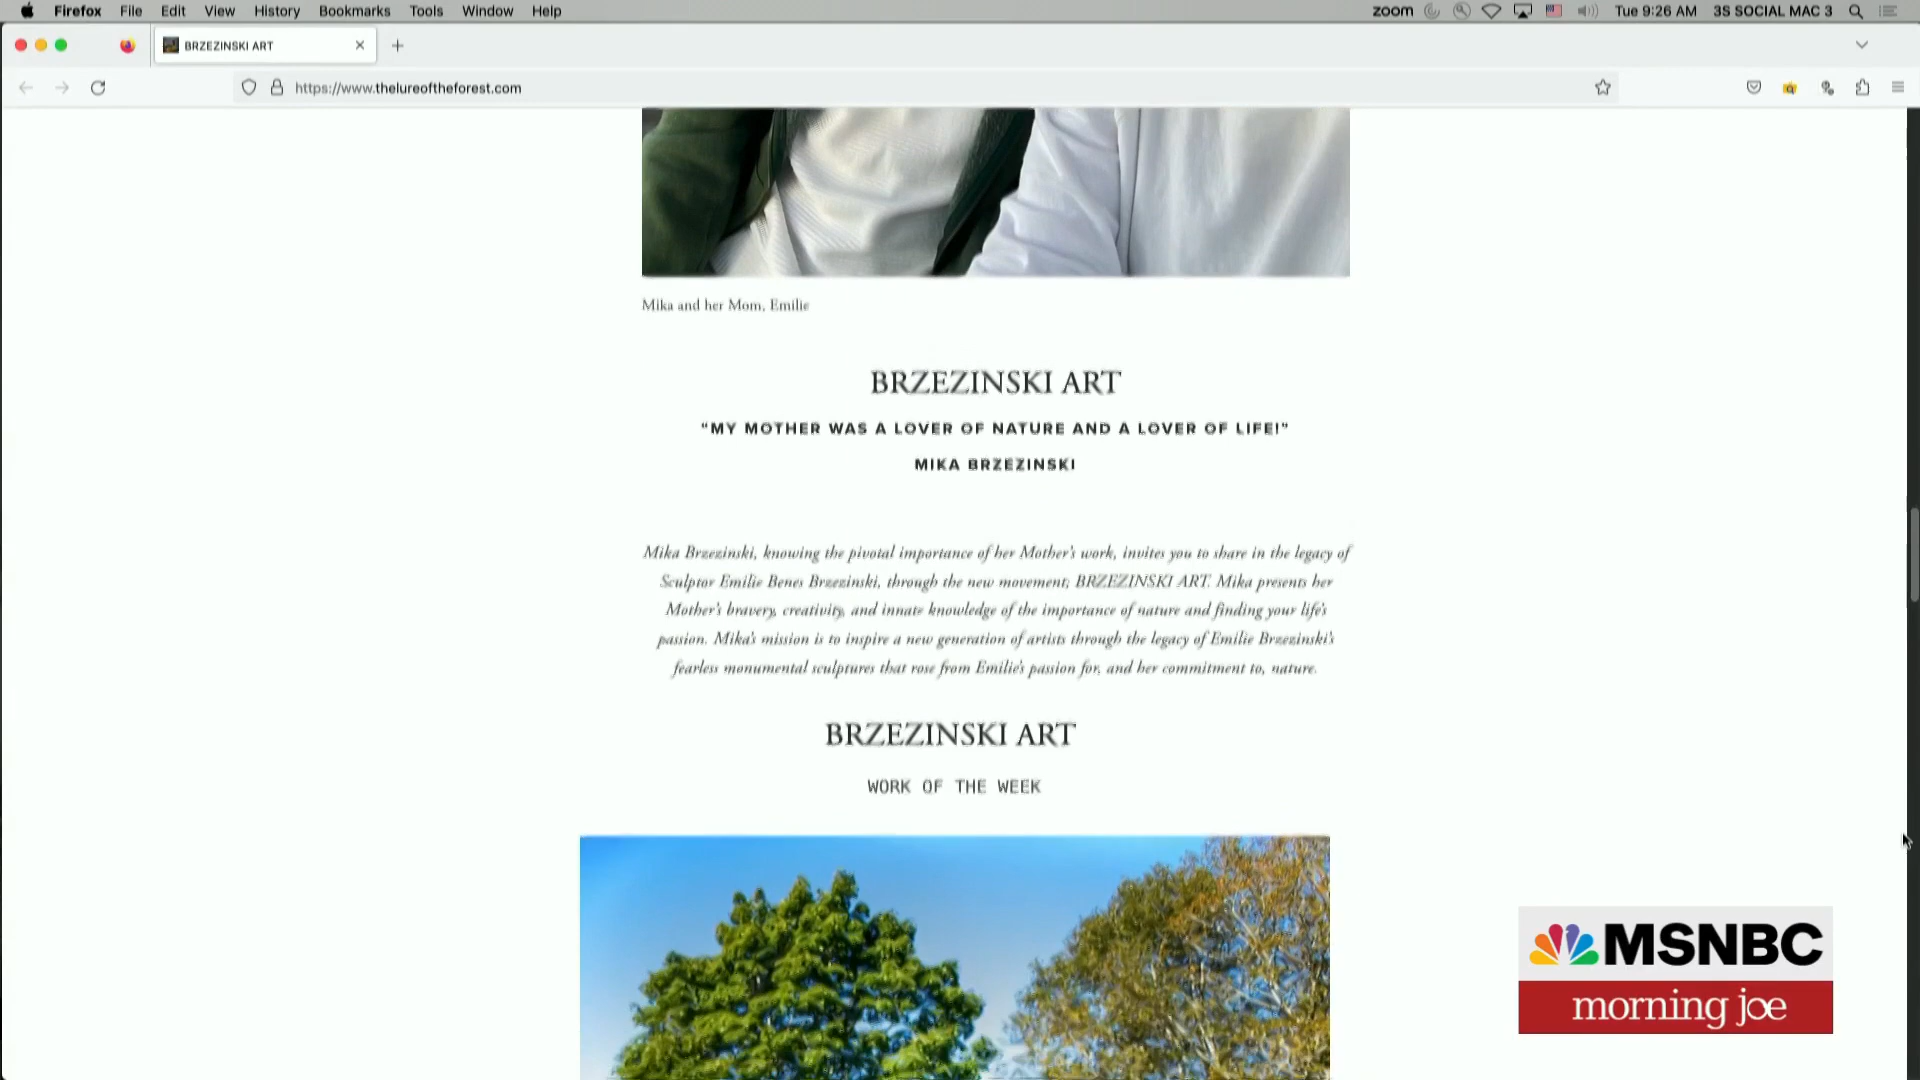 Firefox File Edit View History Bookmarks Tools Window Help zoom Tue 9:26 AM 3S SOCIAL MAC 3
BRZEZINSKI ART
https://www.thelureoftheforest.com
Mika and her Mom, Emilie
BRZEZINSKI ART
“MY MOTHER WAS A LOVER OF NATURE AND A LOVER OF LIFE!”
MIKA BRZEZINSKI
Mika Brzezinski, knowing the pivotal importance of her Mother’s work, invites you to share in the legacy of
Sculptor Emilie Benes Brzezinski, through the new movement; BRZEZINSKI ART. Mika presents her
Mother’s bravery, creativity, and innate knowledge of the importance of nature and finding your life’s
passion. Mika’s mission is to inspire a new generation of artists through the legacy of Emilie Brzezinski’s
fearless monumental sculptures that rose from Emilie’s passion for, and her commitment to, nature.
BRZEZINSKI ART
WORK OF THE WEEK
MSNBC
morning joe